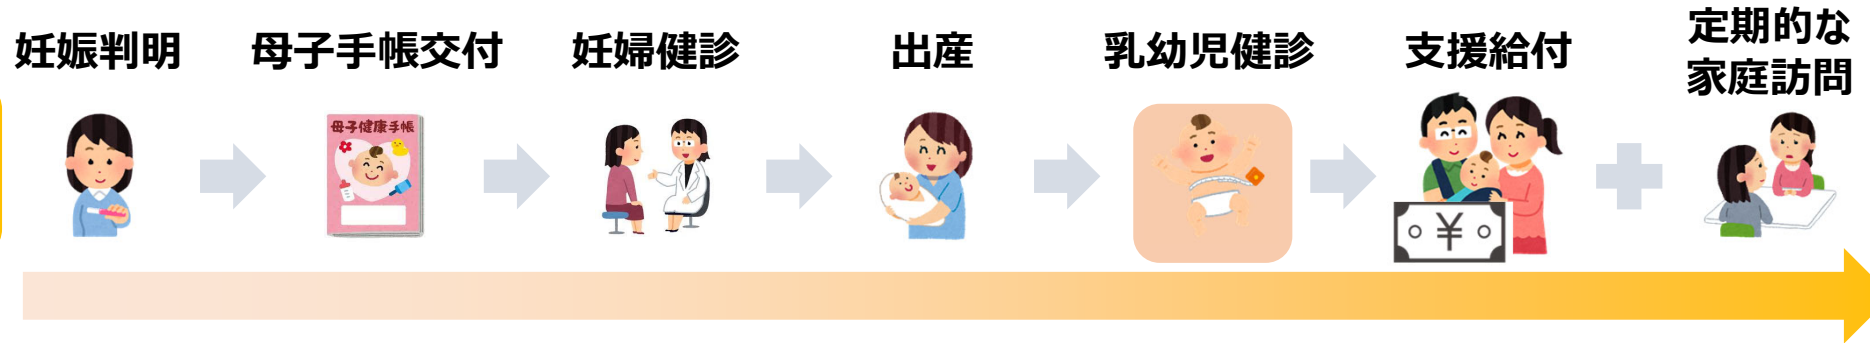 妊娠判明
母子手帳交付
妊婦健診
出産
乳幼児健診
支援給付
定期的な
家庭訪問
母子健康手帳
¥